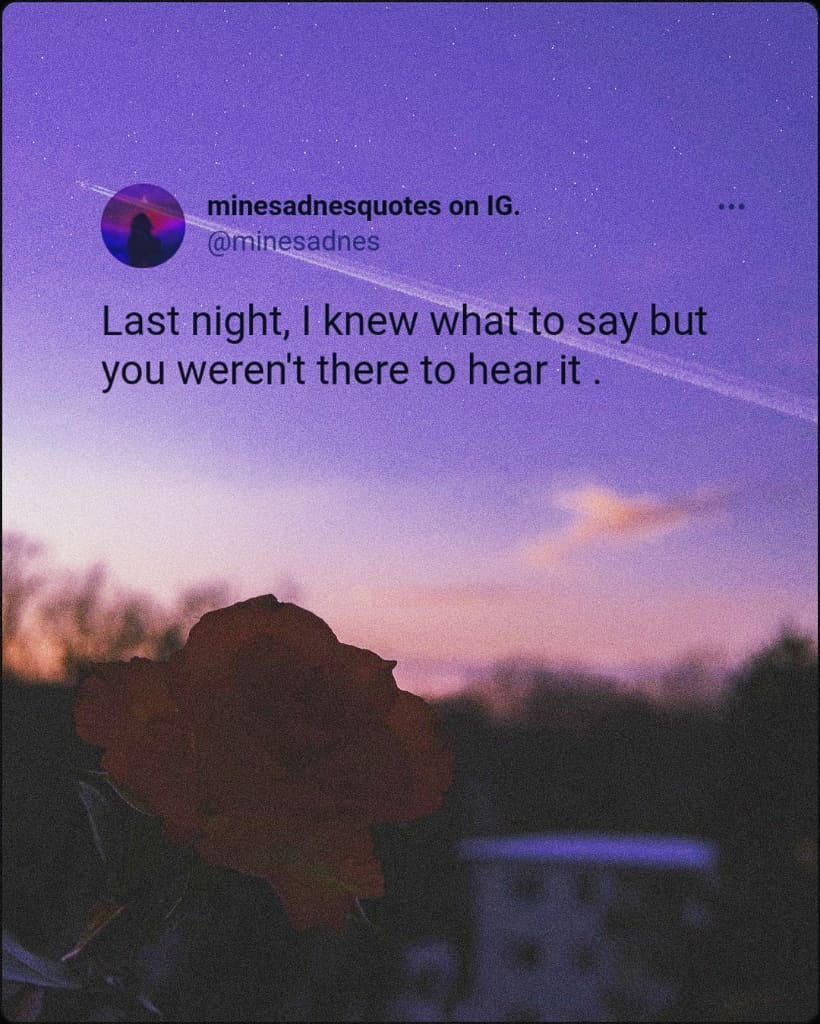 minesadnesquotes on IG.
@minesadnes
Last night, I knew what to say but
you weren't there to hear it .